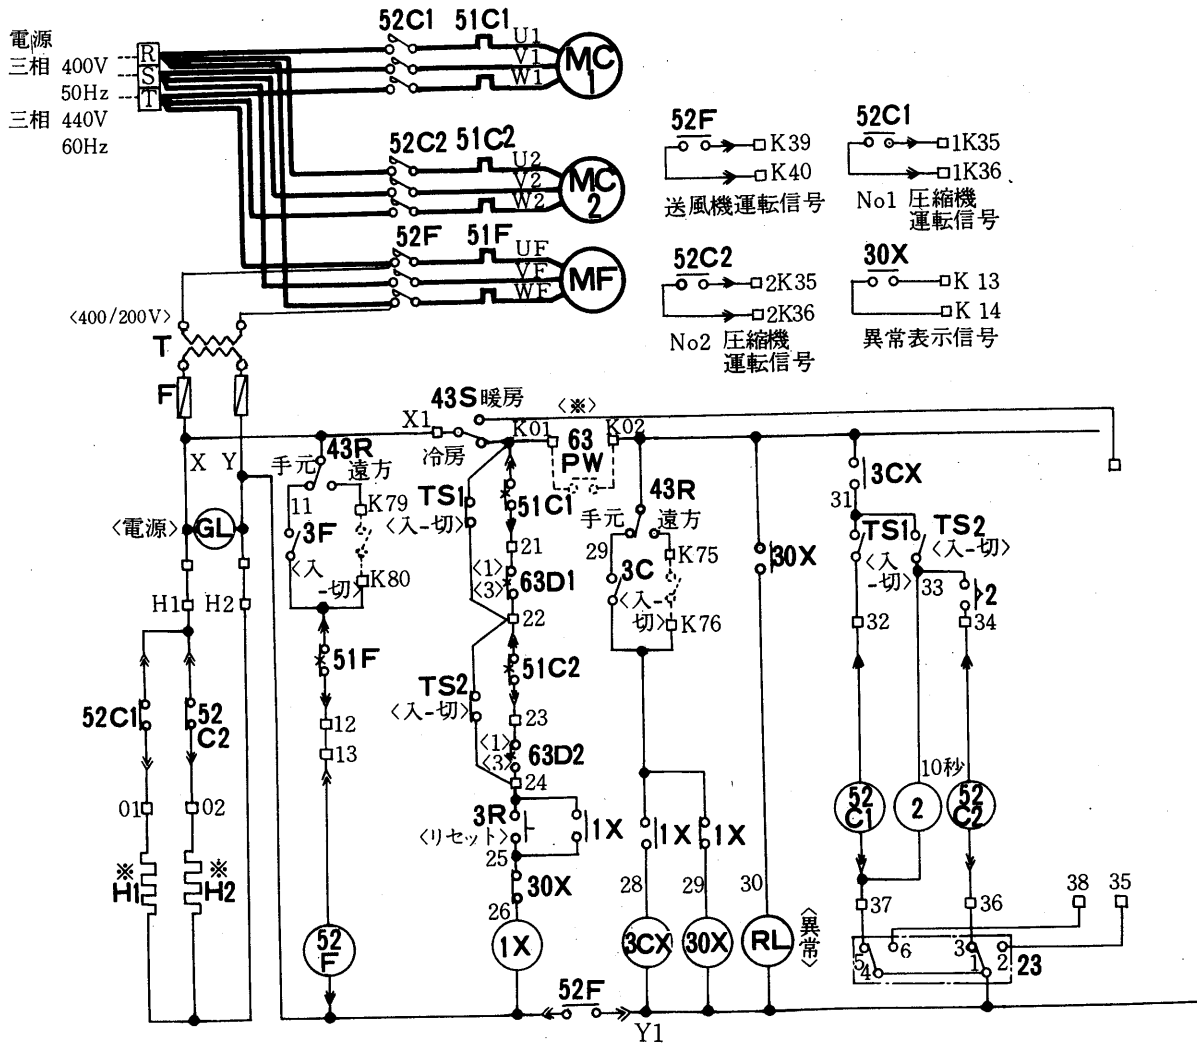 電源
三相 400V
50Hz
三相 440V
60Hz
R
S
T
52C1 51C1
U1
V1
W1
MC
1
52C2 51C2
U2
V2
W2
MC
2
52F 51F
UF
VF
WF
MF
52F
K39
K40
送風機運転信号
52C1
1K35
1K36
No1 圧縮機
運転信号
52C2
2K35
2K36
No2 圧縮機
運転信号
30X
K 13
K 14
異常表示信号
〈400/200V〉
T
F
X Y
〈電源〉 GL
H1 H2
52C1
52
C2
01 02
※
H1
※
H2
43R
手元 遠方
11
K79
3F
〈入
-切〉
K80
51F
12
13
52
F
X1
43S 暖房
冷房
〈※〉
K01 K02
63
PW
TS1
〈入-切〉
51C1
21
〈1〉
〈3〉
63D1
22
51C2
TS2
〈入-切〉
23
〈1〉
〈3〉
63D2
24
3R
〈リセット〉
1X
25
30X
26
1X
52F
43R
手元 遠方
29
K75
3C
〈入-
切〉
K76
1X 1X
28 29 30
3CX 30X RL
〈異常〉
30X
Y1
3CX
31
TS1
〈入
-切〉
TS2
〈入-切〉
33
2
32 34
10秒
52
C1
2
52
C2
37 36
38 35
5 4 6 3 1 2 23